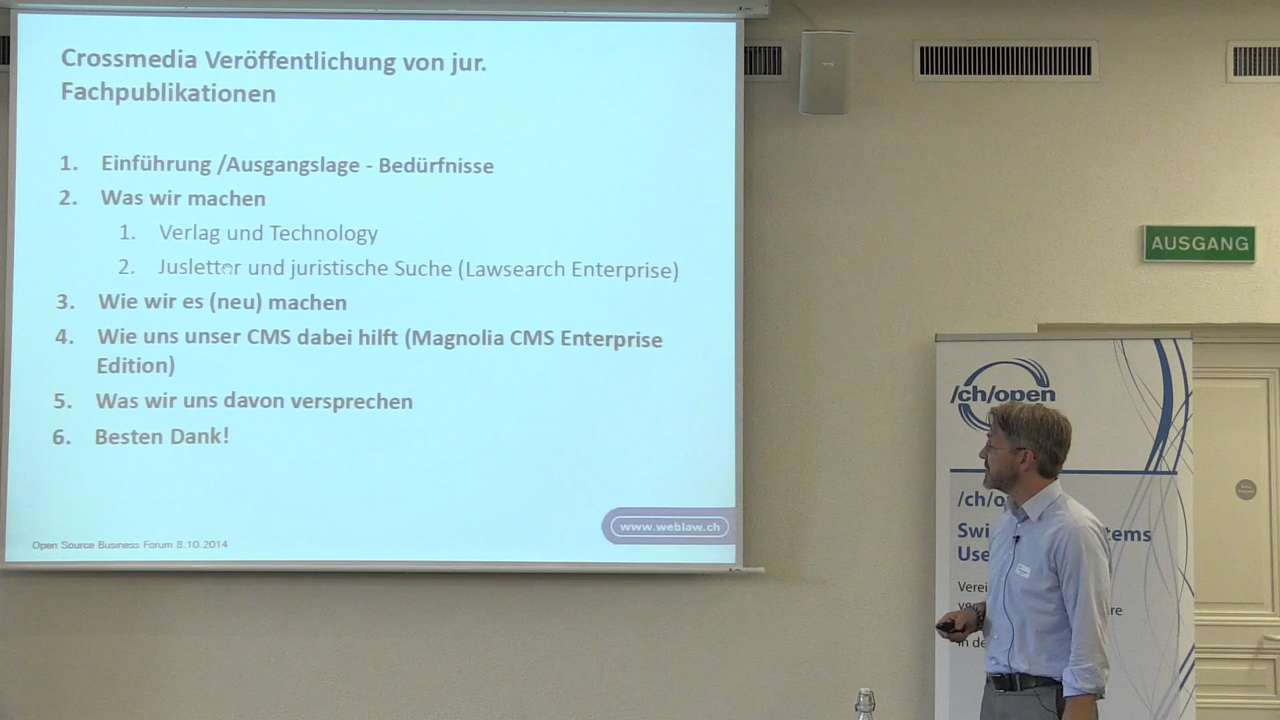 Crossmedia Veröffentlichung von jur.
Fachpublikationen
1. Einführung /Ausgangslage - Bedürfnisse
2. Was wir machen
1. Verlag und Technology
2. Jusletter und juristische Suche (Lawsearch Enterprise)
3. Wie wir es (neu) machen
4. Wie uns unser CMS dabei hilft (Magnolia CMS Enterprise
Edition)
5. Was wir uns davon versprechen
6. Besten Dank!
www.weblaw.ch
Open Source Business Forum 8.10.2014
AUSGANG
/ch/open
/ch/o
Swi tems
Use
Verei
re
in de